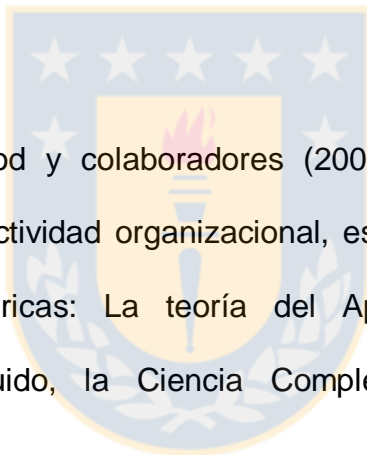 od y colaboradores (200
ctividad organizacional, es
ricas: La teoría del Ap
uido, la Ciencia Comple